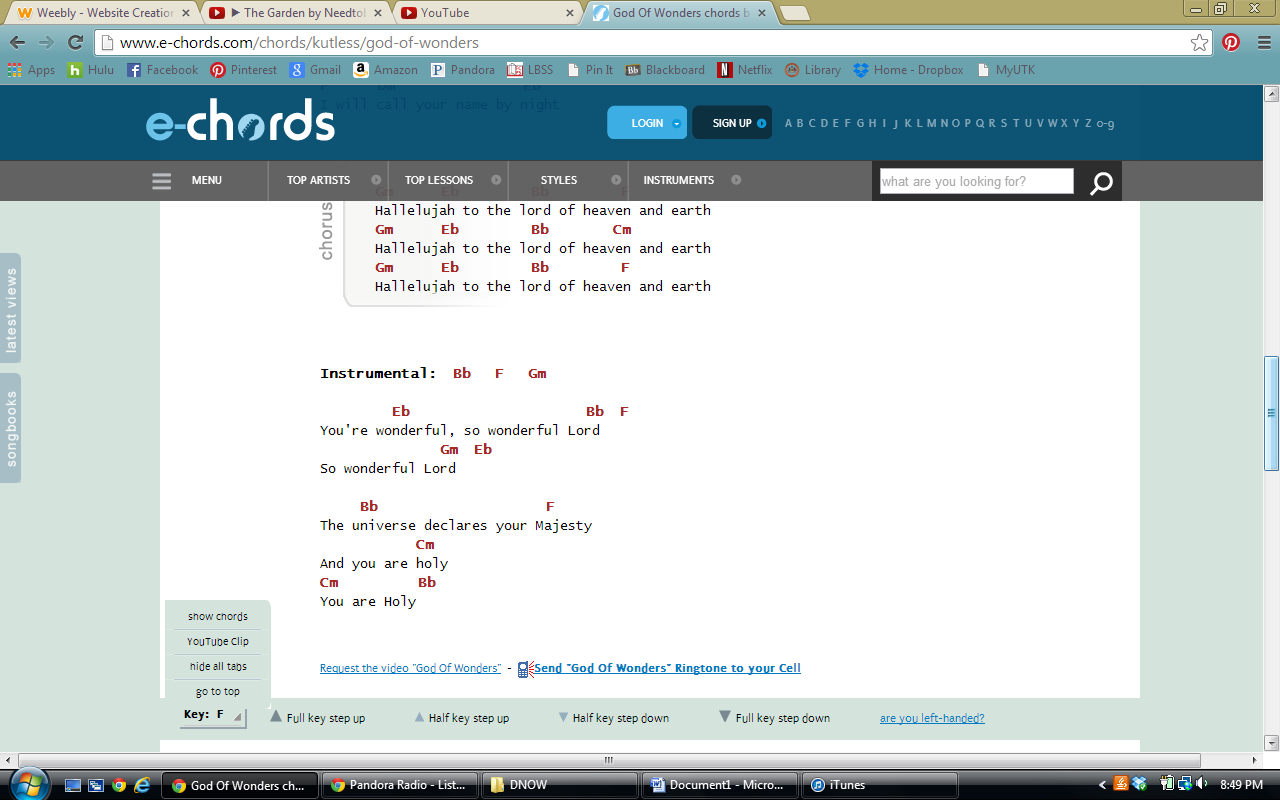 Weebly - Website Creation
▶ The Garden by Needtol
YouTube
God Of Wonders chords b
www.e-chords.com/chords/kutless/god-of-wonders
Apps Hulu Facebook Pinterest Gmail Amazon Pandora LBSS Pin It Blackboard Netflix Library Home - Dropbox MyUTK
I will call your name by night
e-chords
LOGIN SIGN UP A B C D E F G H I J K L M N O P Q R S T U V W X Y Z 0-9
MENU TOP ARTISTS TOP LESSONS STYLES INSTRUMENTS what are you looking for?
Gm Eb Bb F
chorus
Hallelujah to the lord of heaven and earth
Gm Eb Bb Cm
Hallelujah to the lord of heaven and earth
Gm Eb Bb F
Hallelujah to the lord of heaven and earth
latest views
songbooks
Instrumental: Bb F Gm
Eb Bb F
You're wonderful, so wonderful Lord
Gm Eb
So wonderful Lord
Bb F
The universe declares your Majesty
Cm
And you are holy
Cm Bb
You are Holy
show chords
YouTube Clip
hide all tabs
go to top
Request the video "God Of Wonders" - Send "God Of Wonders" Ringtone to your Cell
Key: F Full key step up Half key step up Half key step down Full key step down are you left-handed?
God Of Wonders ch... Pandora Radio - List... DNOW Document1 - Micro... iTunes 8:49 PM